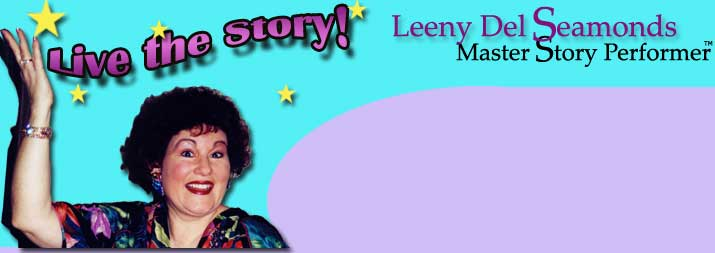 Live the story!
Leeny Del Seamonds
Master Story Performer™